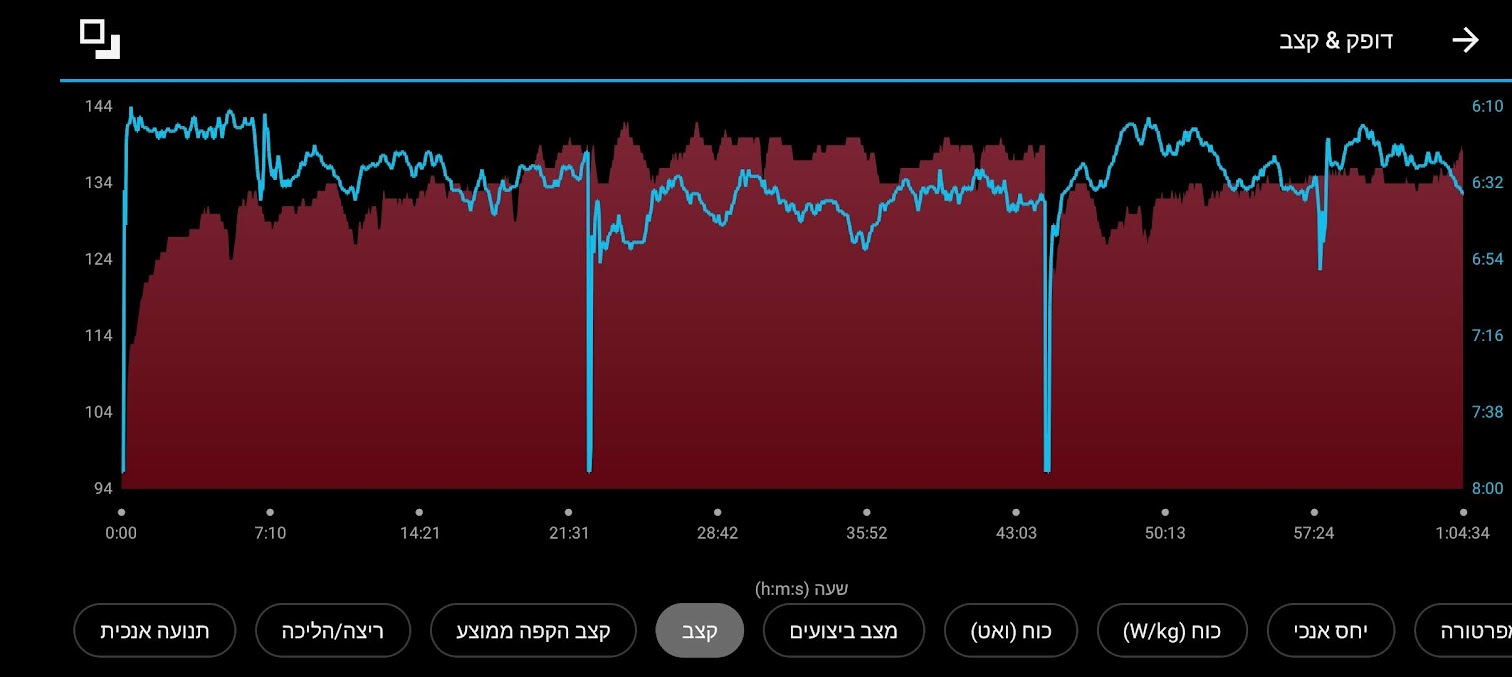 דופק & קצב
144
6:10
134
6:32
124
6:54
114
7:16
104
7:38
94
8:00
0:00
7:10
14:21
21:31
28:42
35:52
43:03
50:13
57:24
1:04:34
שעה (h:m:s)
תנועה אנכית
ריצה/הליכה
קצב הקפה ממוצע
קצב
מצב ביצועים
כוח (ואט)
כוח (W/kg)
יחס אנכי